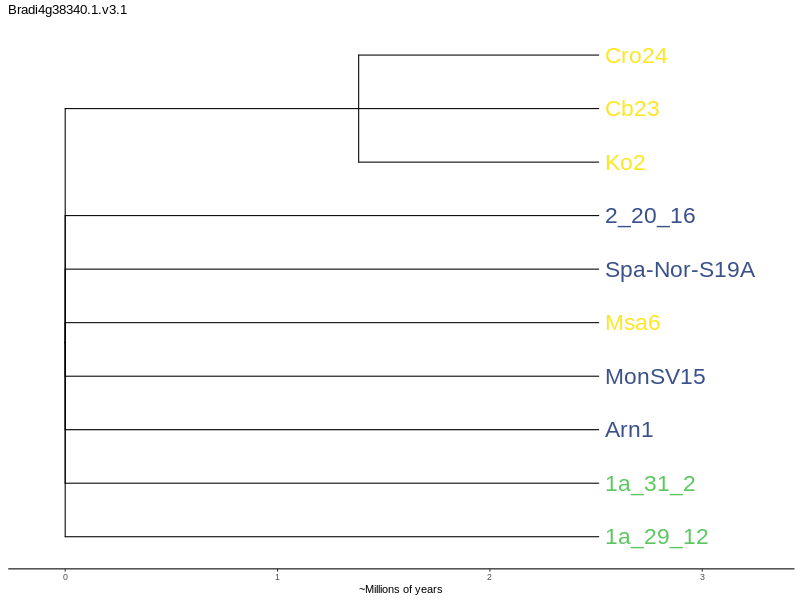 Bradi4g38340.1.v3.1
Cro24
Cb23
Ko2
2_20_16
Spa-Nor-S19A
Msa6
MonSV15
Arn1
1a_31_2
1a_29_12
0 1 2 3
~Millions of years